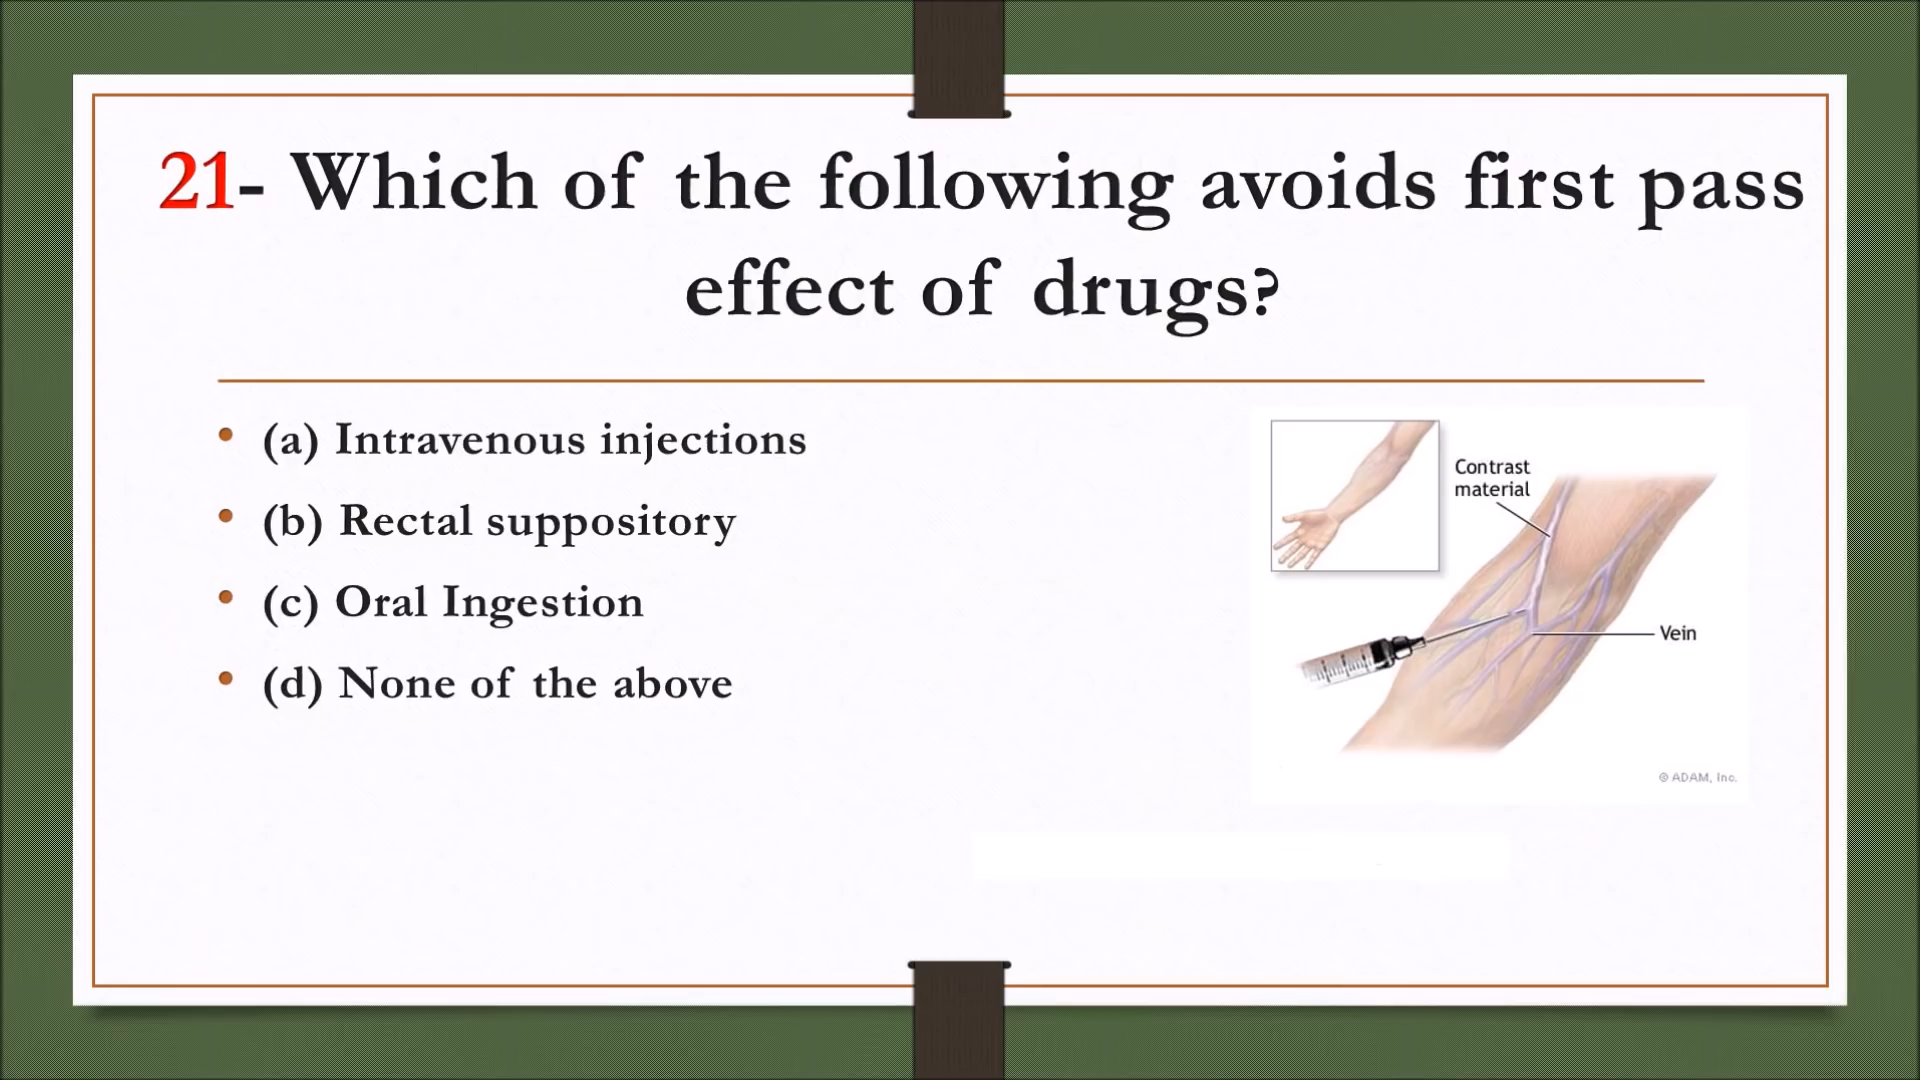 21- Which of the following avoids first pass
effect of drugs?
• (a) Intravenous injections
• (b) Rectal suppository
• (c) Oral Ingestion
• (d) None of the above
Contrast
material
Vein
© ADAM, Inc.